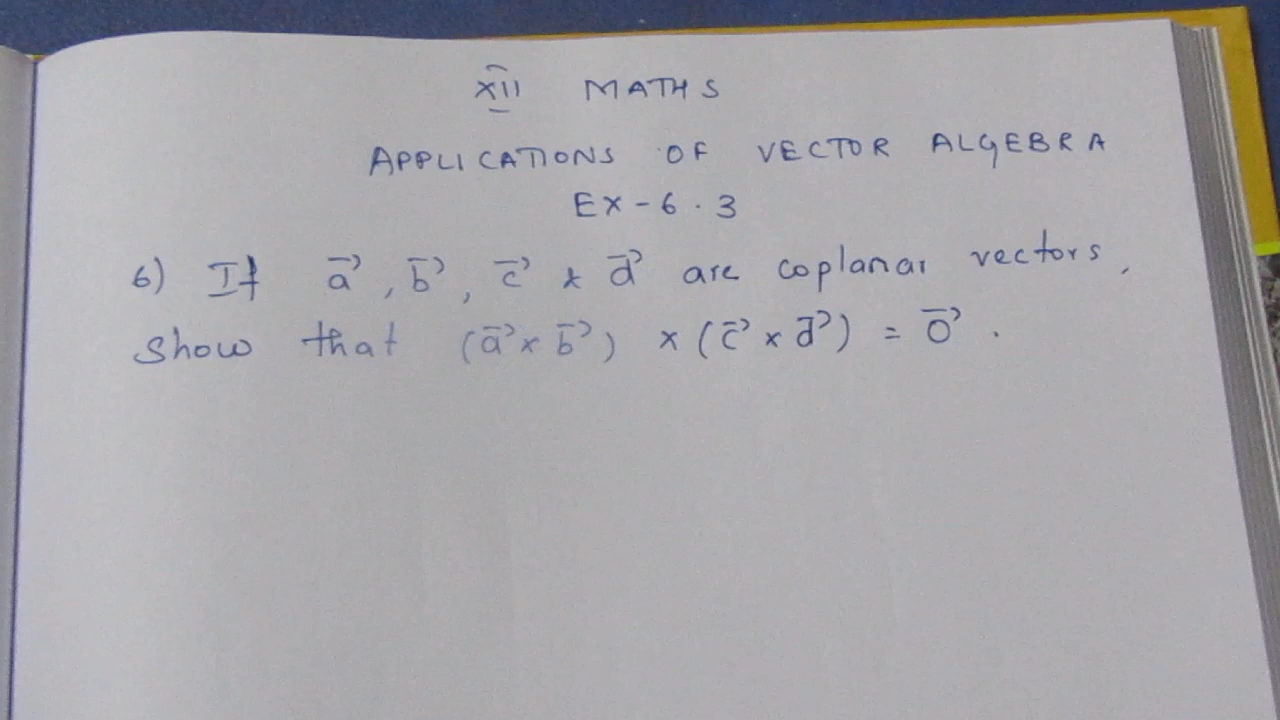 XII MATHS
APPLICATIONS OF VECTOR ALGEBRA
EX-6.3
6) If a⃗, b⃗, c⃗ & d⃗ are coplanar vectors,
show that (a⃗ × b⃗) × (c⃗ × d⃗) = 0⃗.